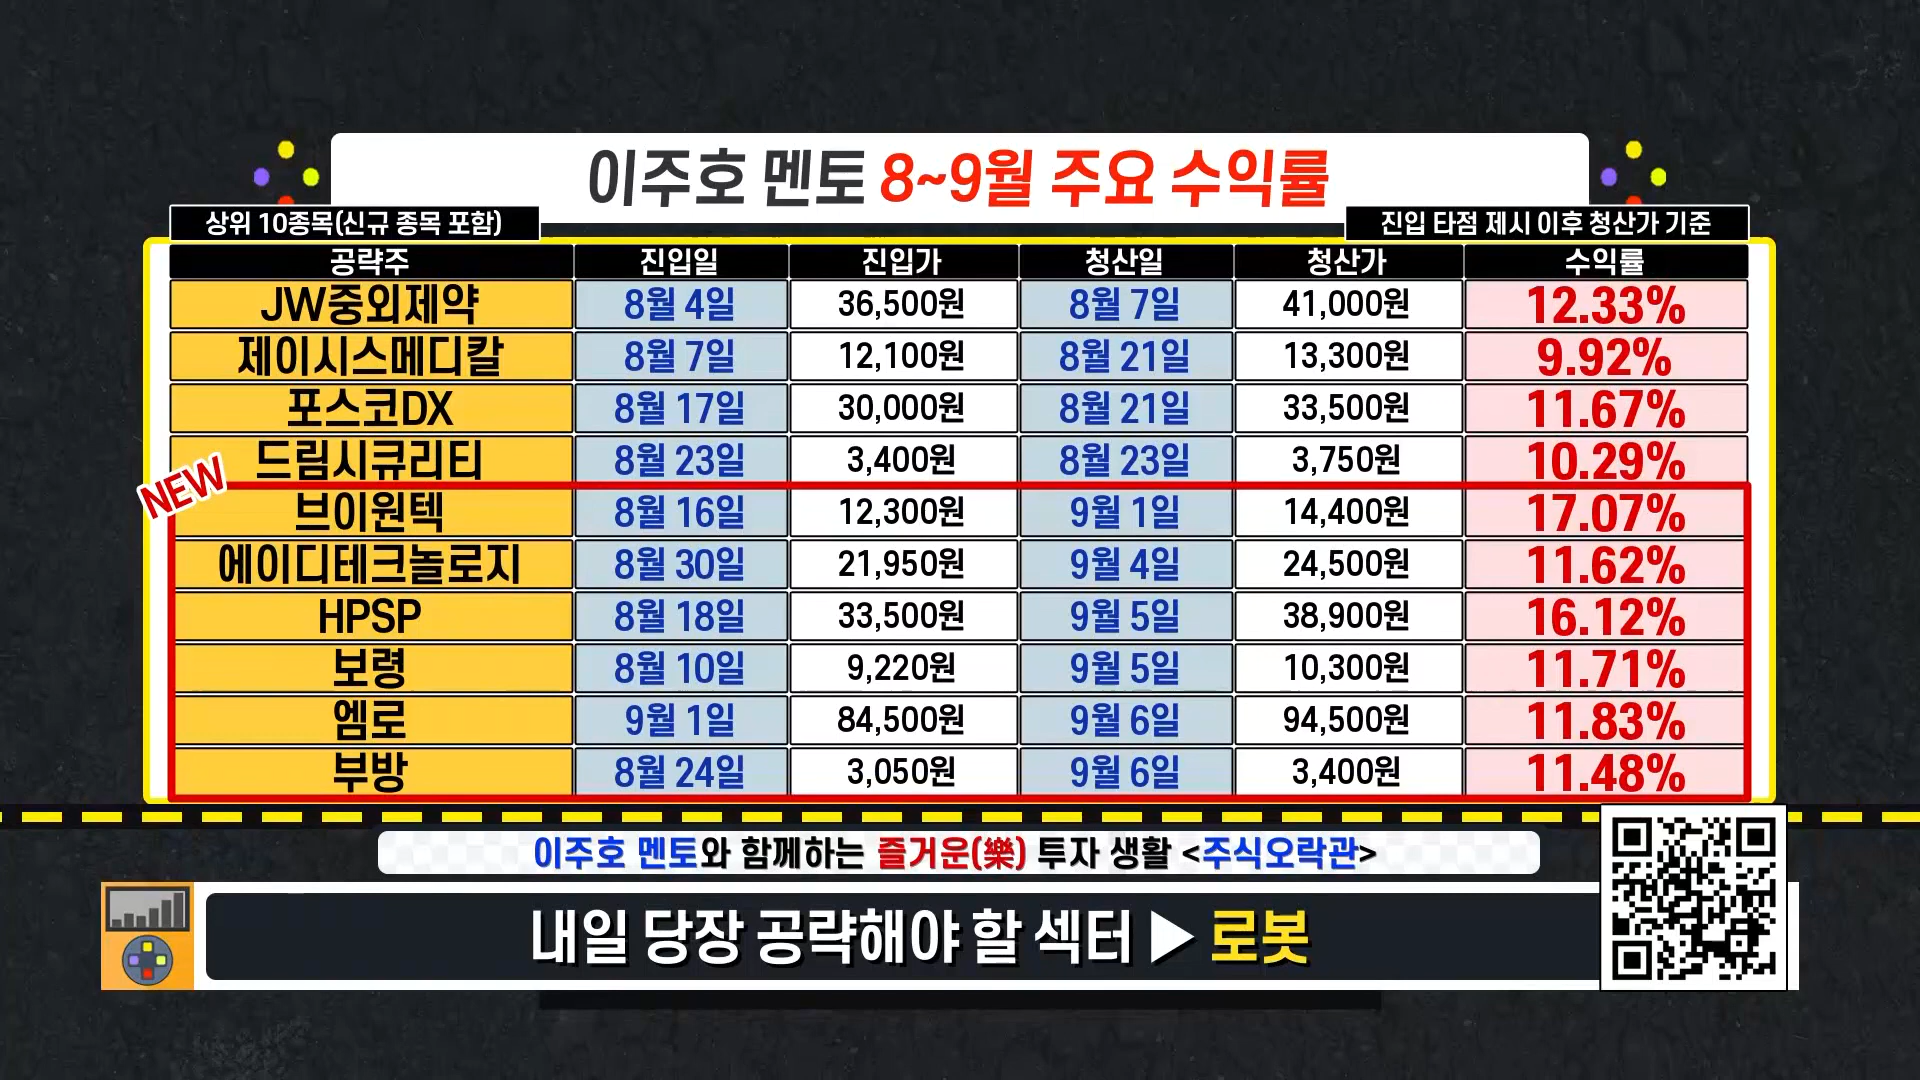 이주호 멘토 8~9월 주요 수익률
상위 10종목(신규 종목 포함)
진입 타점 제시 이후 청산가 기준
공략주 진입일 진입가 청산일 청산가 수익률
JW중외제약 8월 4일 36,500원 8월 7일 41,000원 12.33%
제이시스메디칼 8월 7일 12,100원 8월 21일 13,300원 9.92%
포스코DX 8월 17일 30,000원 8월 21일 33,500원 11.67%
드림시큐리티 8월 23일 3,400원 8월 23일 3,750원 10.29%
NEW
브이원텍 8월 16일 12,300원 9월 1일 14,400원 17.07%
에이디테크놀로지 8월 30일 21,950원 9월 4일 24,500원 11.62%
HPSP 8월 18일 33,500원 9월 5일 38,900원 16.12%
보령 8월 10일 9,220원 9월 5일 10,300원 11.71%
엠로 9월 1일 84,500원 9월 6일 94,500원 11.83%
부방 8월 24일 3,050원 9월 6일 3,400원 11.48%
이주호 멘토와 함께하는 즐거운(樂) 투자 생활 <주식오락관>
내일 당장 공략해야 할 섹터 ▶ 로봇